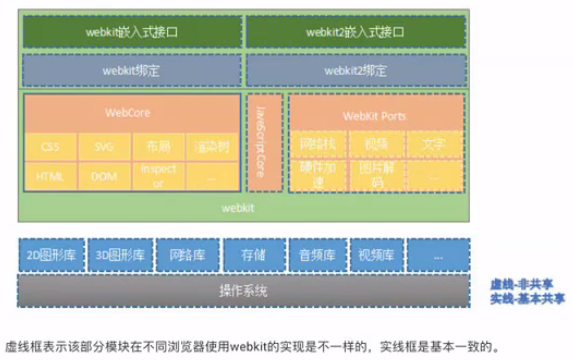 webkit嵌入式接口
webkit2嵌入式接口
webkit绑定
webkit2绑定
WebCore
JavaScriptCore
WebKit Ports
CSS
SVG
布局
渲染树
网络栈
视频
文字
HTML
DOM
Inspect
or
...
硬件加
速
图片解
码
...
webkit
2D图形库
3D图形库
网络库
存储
音频库
视频库
...
操作系统
虚线-非共享
实线-基本共享
虚线框表示该部分模块在不同浏览器使用webkit的实现是不一样的，实线框是基本一致的。